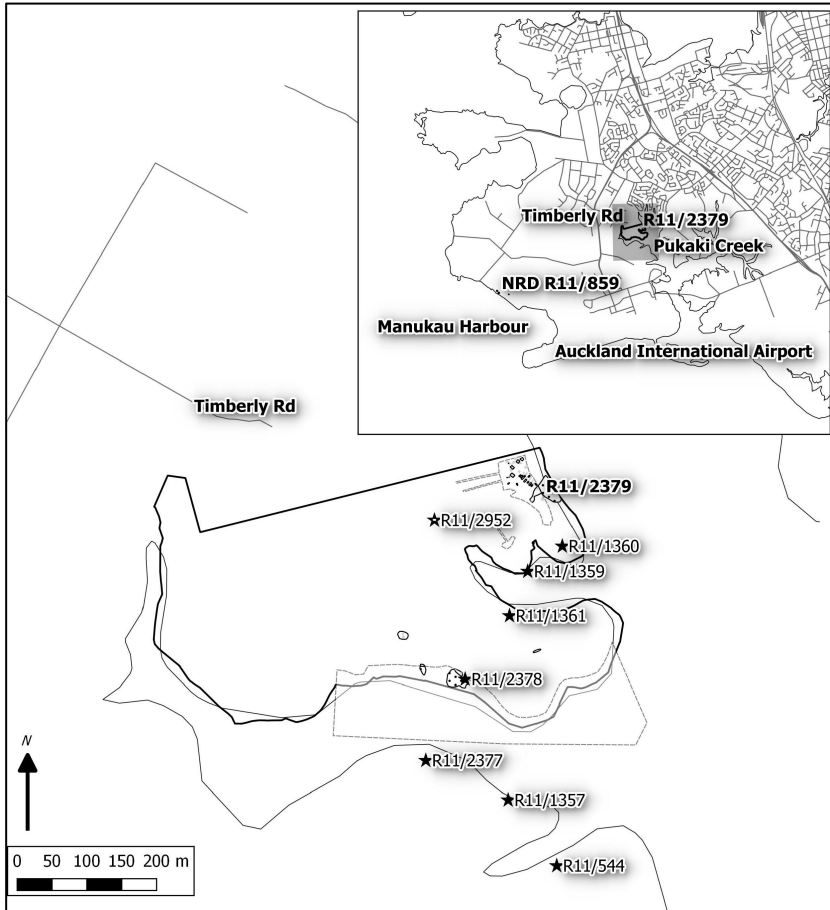 Timberly Rd
R11/2379
Pukaki Creek
NRD R11/859
Manukau Harbour
Auckland International Airport
Timberly Rd
R11/2379
R11/2952
R11/1360
R11/1359
R11/1361
R11/2378
R11/2377
R11/1357
R11/544
N
0 50 100 150 200 m